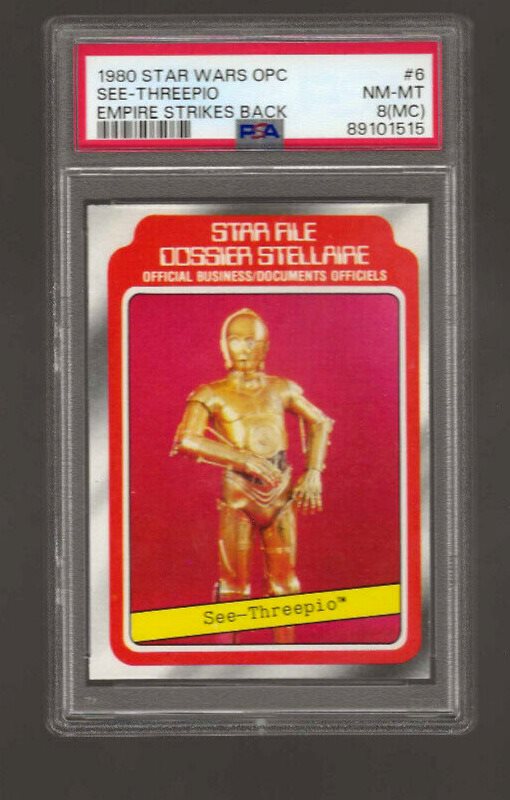 1980 STAR WARS OPC #6
SEE-THREEPIO NM-MT
EMPIRE STRIKES BACK 8(MC)
PSA 89101515
STAR FILE
DOSSIER STELLAIRE
OFFICIAL BUSINESS/DOCUMENTS OFFICIELS
See-Threepio™